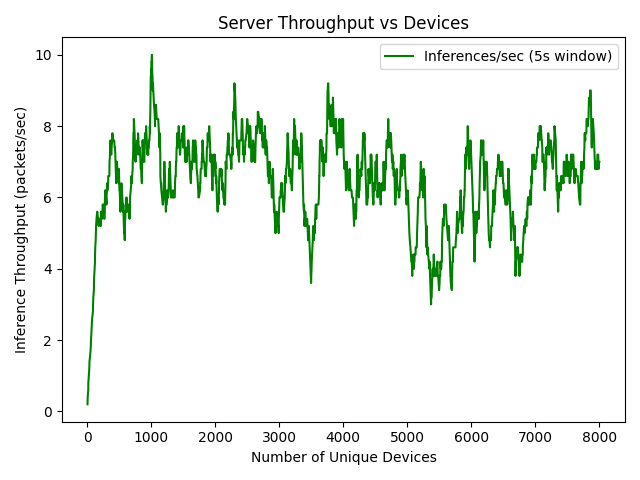 Server Throughput vs Devices
Inferences/sec (5s window)
Inference Throughput (packets/sec)
10
8
6
4
2
0
0 1000 2000 3000 4000 5000 6000 7000 8000
Number of Unique Devices